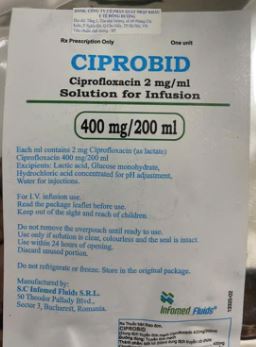 Rx Prescription Only One unit
CIPROBID
Ciprofloxacin 2 mg/ml
Solution for Infusion
400 mg/200 ml
Each ml contains 2 mg Ciprofloxacin (as lactate)
Ciprofloxacin 400 mg/200 ml
Excipients: Lactic acid, Glucose monohydrate,
Hydrochloric acid concentrated for pH adjustment,
Water for injections.
For I.V. infusion use.
Read the package leaflet before use.
Keep out of the sight and reach of children.
Do not remove the overpouch until ready to use.
Use only if solution is clear, colourless and the seal is intact.
Use within 24 hours of opening.
Discard unused portion.
Do not refrigerate or freeze. Store in the original package.
Manufactured by:
S.C Infomed Fluids S.R.L.
50 Theodor Pallady Blvd.,
Sector 3, Bucharest, Romania.
Infomed Fluids
Rx Thuốc bán theo đơn.
CIPROBID